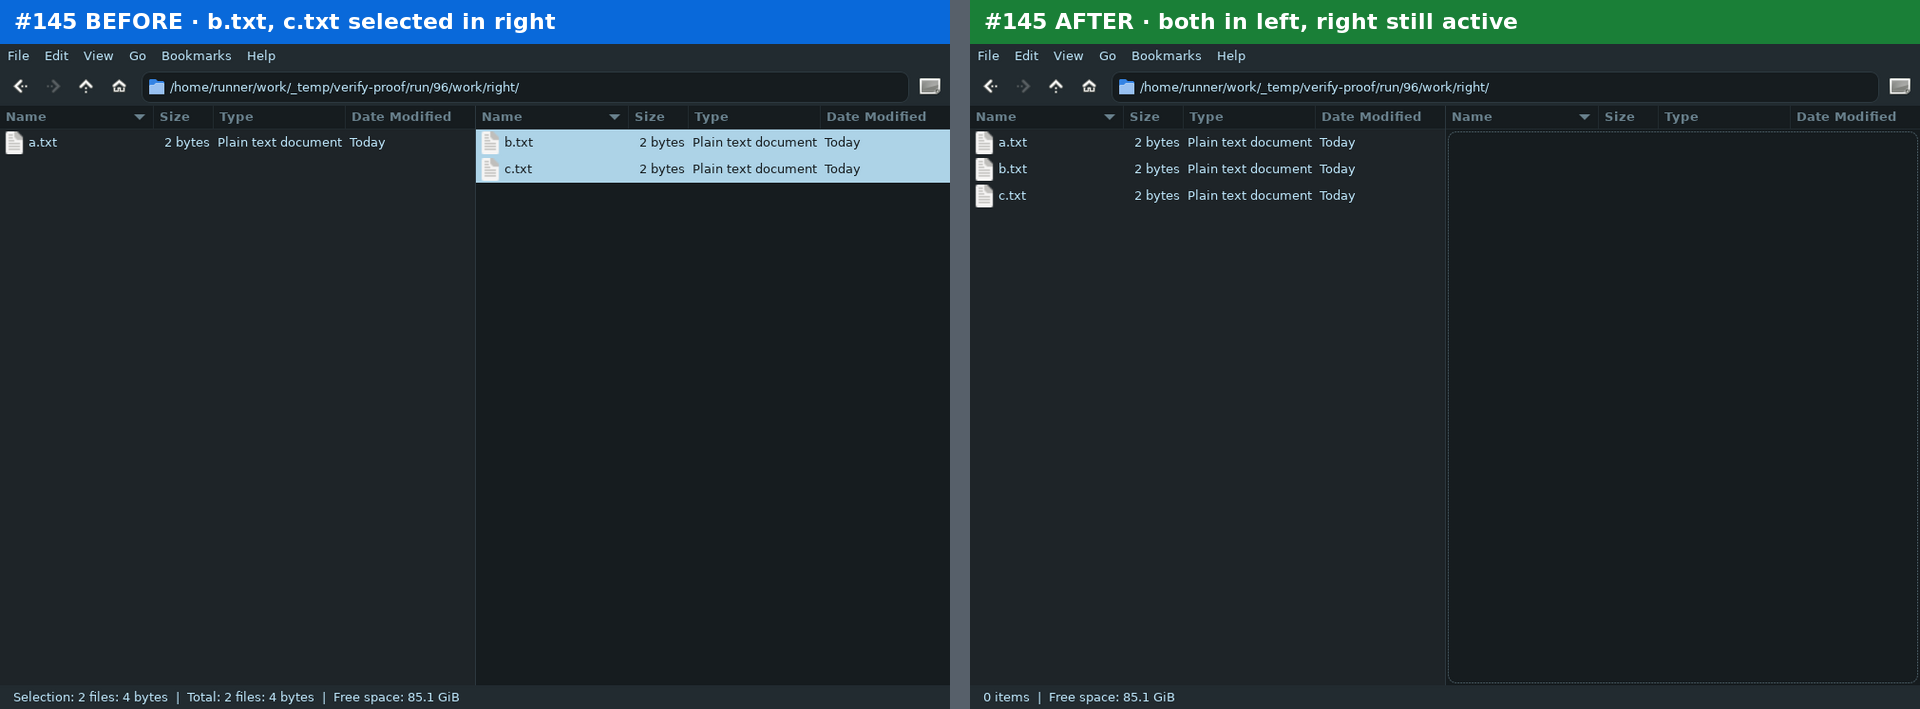 #145 BEFORE · b.txt, c.txt selected in right
File Edit View Go Bookmarks Help
/home/runner/work/_temp/verify-proof/run/96/work/right/
Name Size Type Date Modified
a.txt 2 bytes Plain text document Today
Name Size Type Date Modified
b.txt 2 bytes Plain text document Today
c.txt 2 bytes Plain text document Today
Selection: 2 files: 4 bytes | Total: 2 files: 4 bytes | Free space: 85.1 GiB
#145 AFTER · both in left, right still active
File Edit View Go Bookmarks Help
/home/runner/work/_temp/verify-proof/run/96/work/right/
Name Size Type Date Modified
a.txt 2 bytes Plain text document Today
b.txt 2 bytes Plain text document Today
c.txt 2 bytes Plain text document Today
Name Size Type Date Modified
0 items | Free space: 85.1 GiB